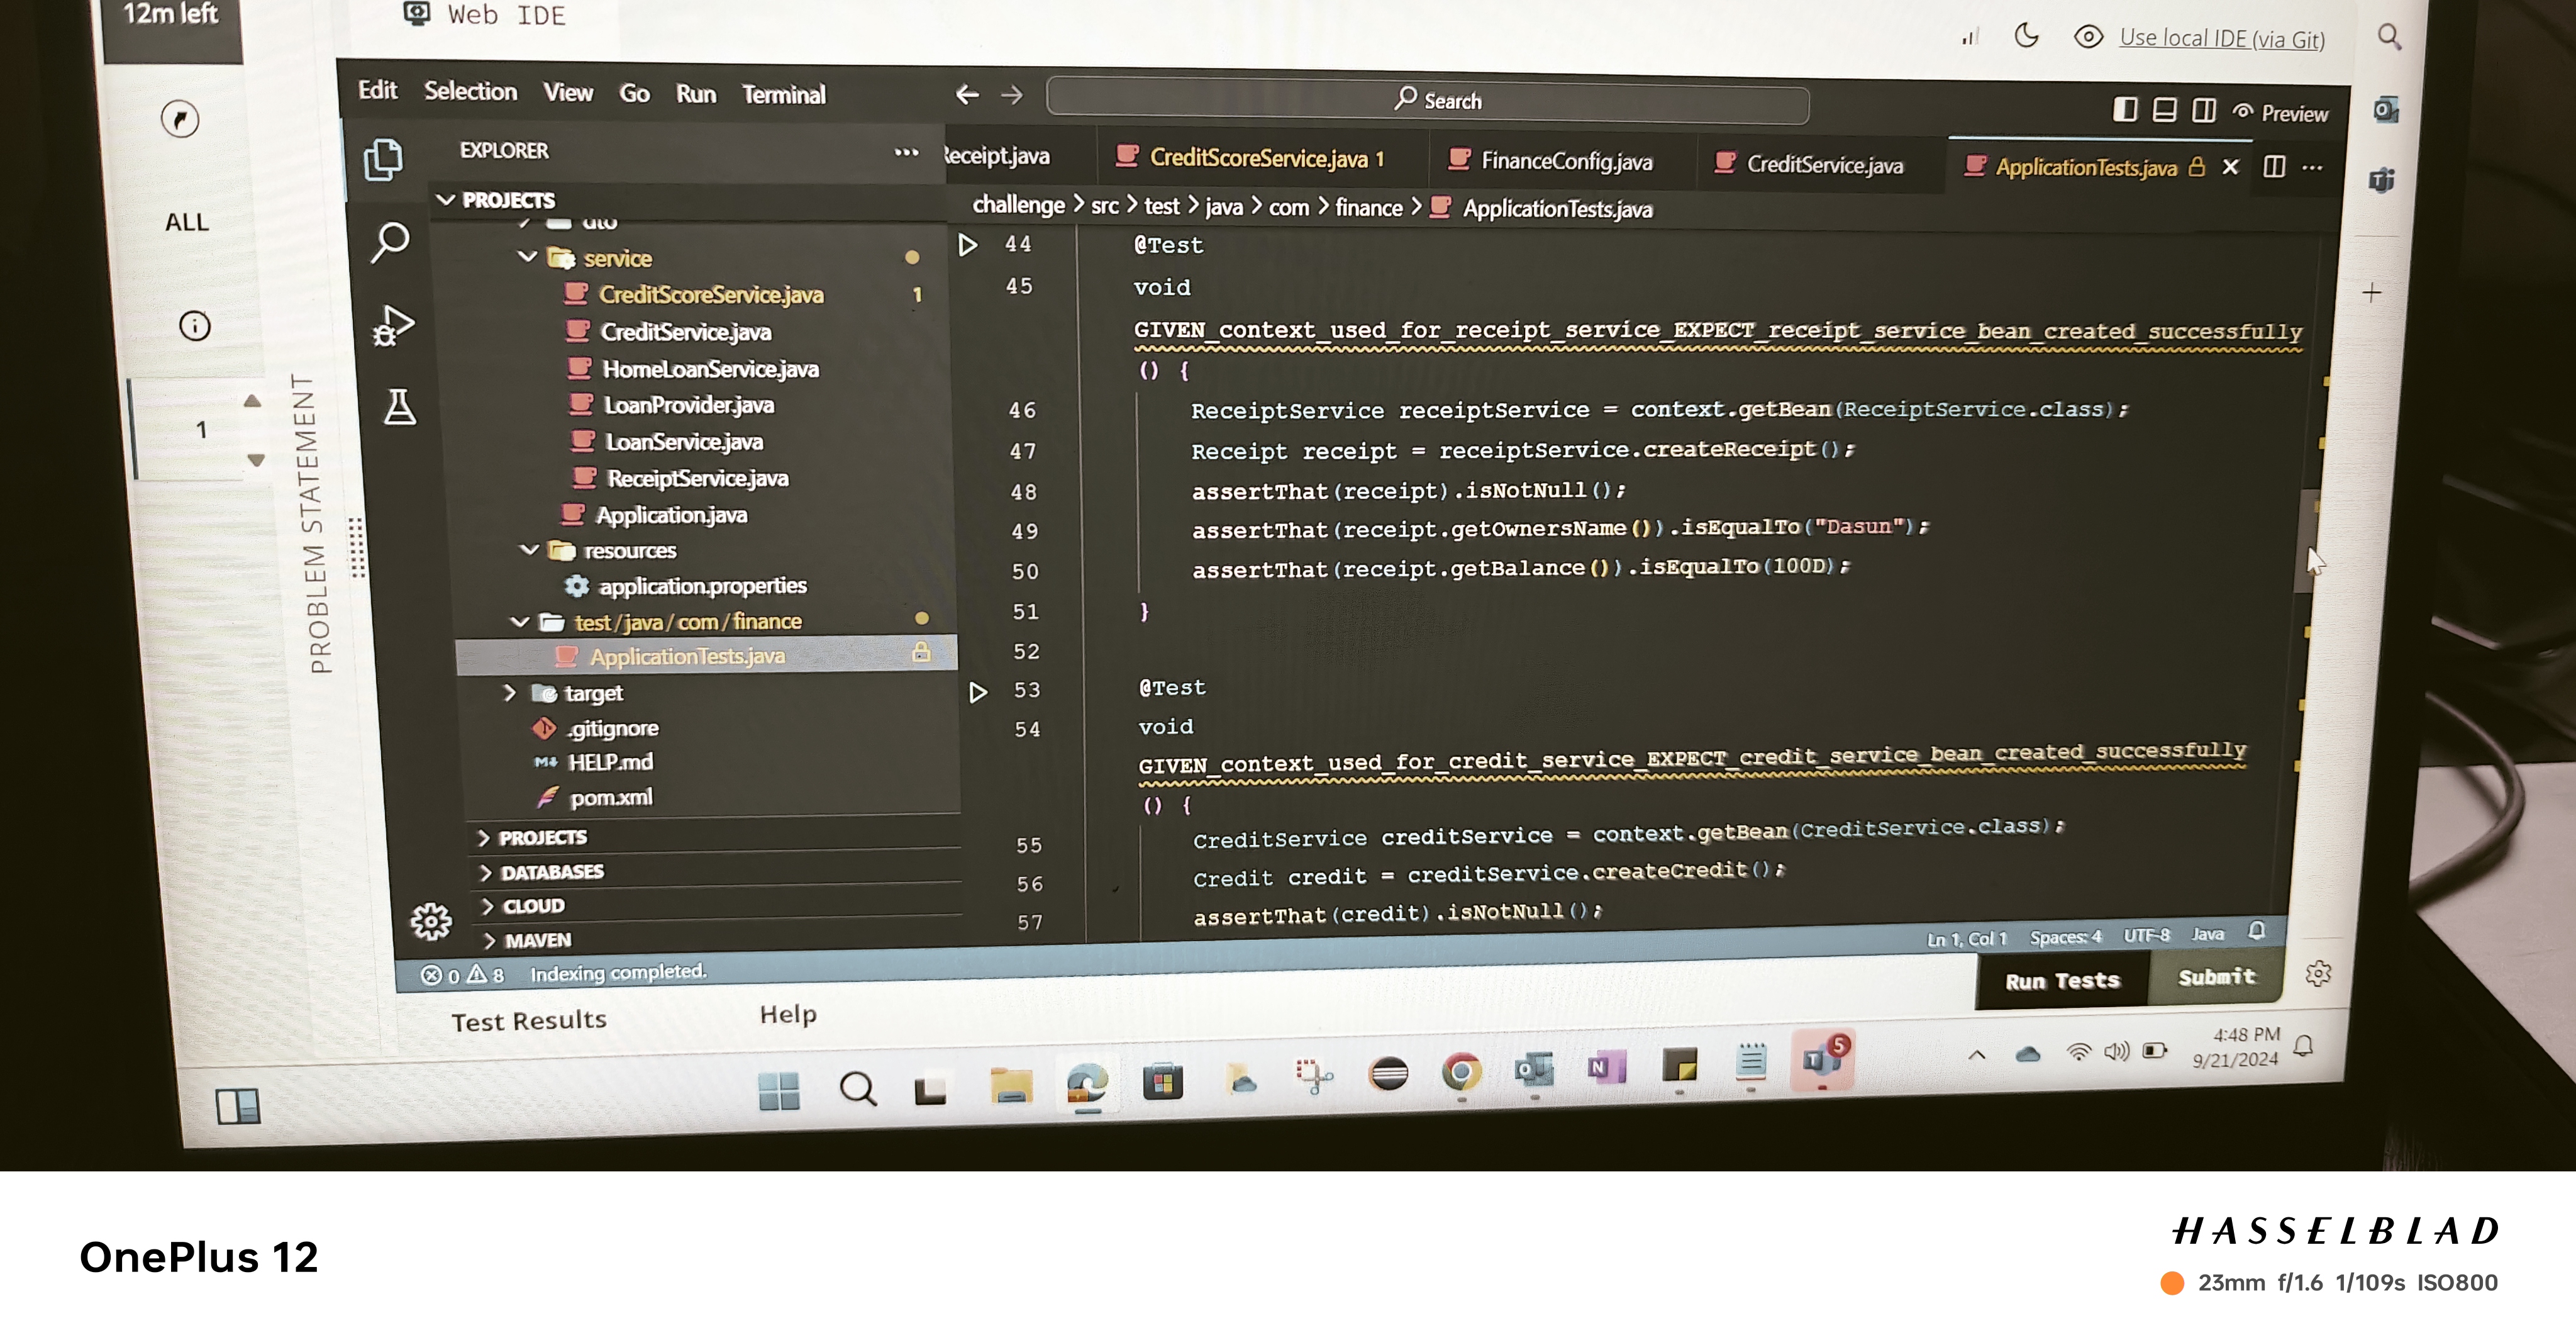 12m left
Web IDE
Use local IDE (via Git)
Edit Selection View Go Run Terminal
Search
Preview
EXPLORER
Receipt.java
CreditScoreService.java 1
FinanceConfig.java
CreditService.java
ApplicationTests.java
challenge > src > test > java > com > finance > ApplicationTests.java
ALL
1
PROBLEM STATEMENT
PROJECTS
dto
service
CreditScoreService.java 1
CreditService.java
HomeLoanService.java
LoanProvider.java
LoanService.java
ReceiptService.java
Application.java
resources
application.properties
test/java/com/finance
ApplicationTests.java
target
.gitignore
HELP.md
pom.xml
PROJECTS
DATABASES
CLOUD
MAVEN
44 @Test
45 void
GIVEN_context_used_for_receipt_service_EXPECT_receipt_service_bean_created_successfully
() {
46 ReceiptService receiptService = context.getBean(ReceiptService.class);
47 Receipt receipt = receiptService.createReceipt();
48 assertThat(receipt).isNotNull();
49 assertThat(receipt.getOwnersName()).isEqualTo("Dasun");
50 assertThat(receipt.getBalance()).isEqualTo(100D);
51 }
52
53 @Test
54 void
GIVEN_context_used_for_credit_service_EXPECT_credit_service_bean_created_successfully
() {
55 CreditService creditService = context.getBean(CreditService.class);
56 Credit credit = creditService.createCredit();
57 assertThat(credit).isNotNull();
0 8 Indexing completed.
Ln 1, Col 1 Spaces: 4 UTF-8 Java
Run Tests Submit
Test Results Help
5
4:48 PM
9/21/2024
OnePlus 12
HASSELBLAD
23mm f/1.6 1/109s ISO800